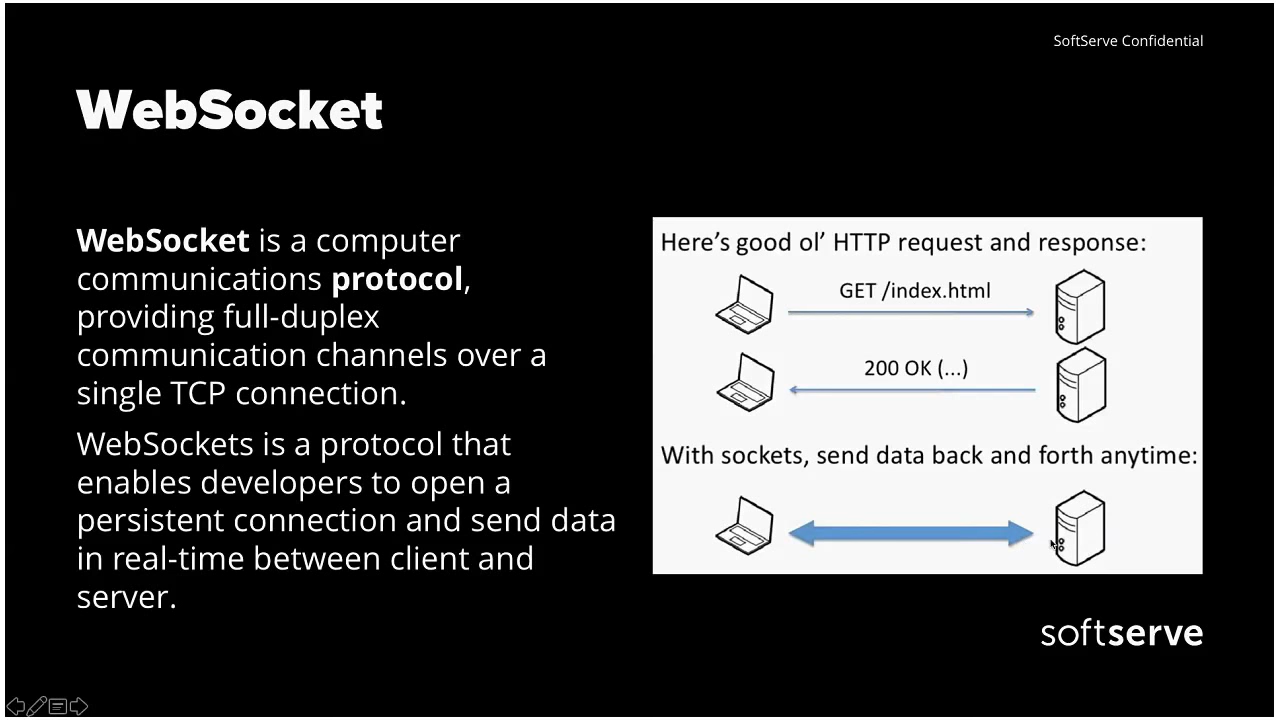 SoftServe Confidential
WebSocket
WebSocket is a computer
communications protocol,
providing full-duplex
communication channels over a
single TCP connection.
WebSockets is a protocol that
enables developers to open a
persistent connection and send data
in real-time between client and
server.
Here’s good ol’ HTTP request and response:
GET /index.html
200 OK (...)
With sockets, send data back and forth anytime:
softserve